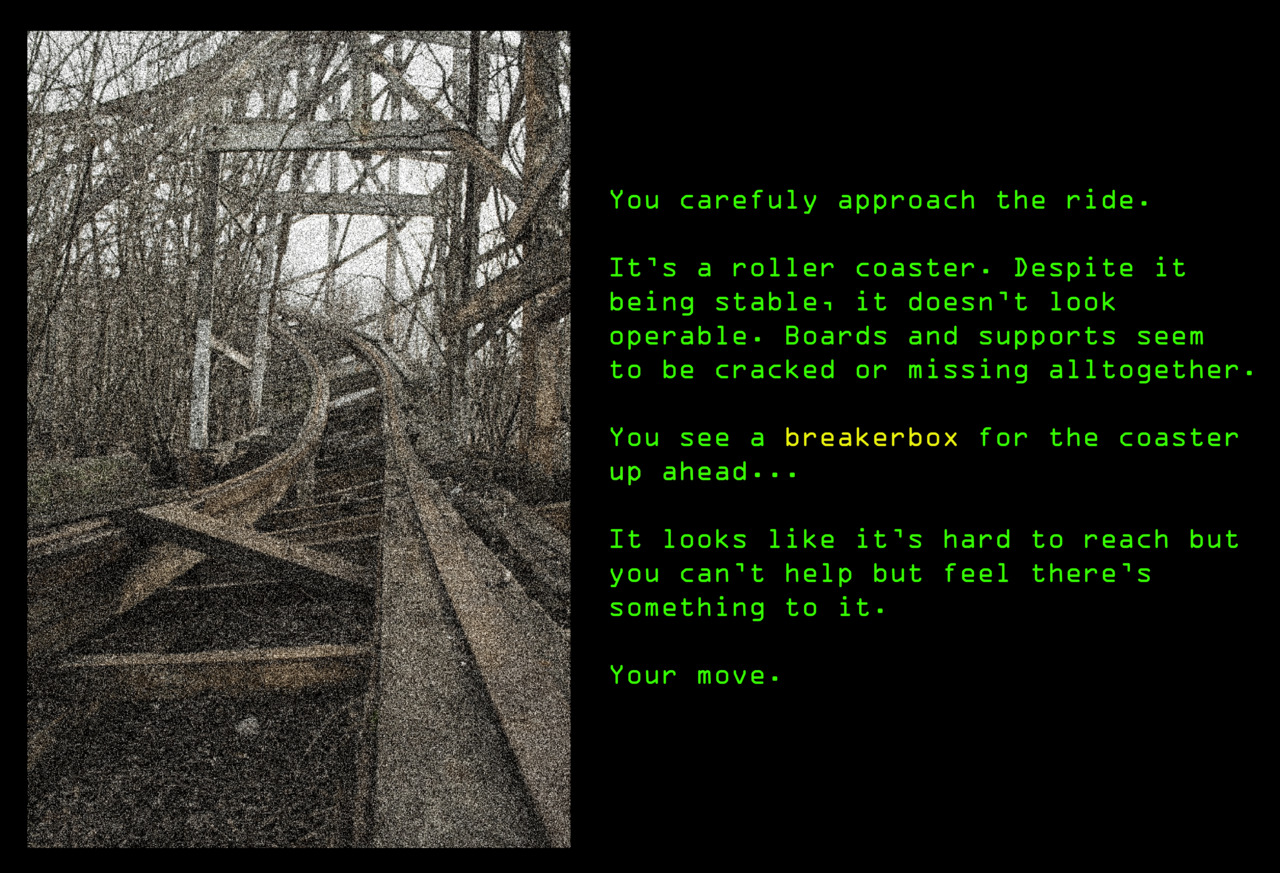 You carefuly approach the ride.
It's a roller coaster. Despite it
being stable, it doesn't look
operable. Boards and supports seem
to be cracked or missing alltogether.
You see a breakerbox for the coaster
up ahead...
It looks like it's hard to reach but
you can't help but feel there's
something to it.
Your move.